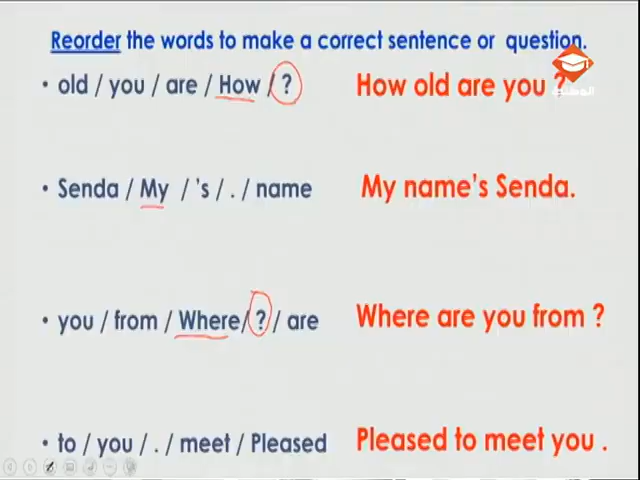 Reorder the words to make a correct sentence or question.
• old / you / are / How / ? How old are you ?
الوطنية
• Senda / My / 's / . / name My name's Senda.
• you / from / Where/ ? / are Where are you from ?
• to / you / . / meet / Pleased Pleased to meet you .